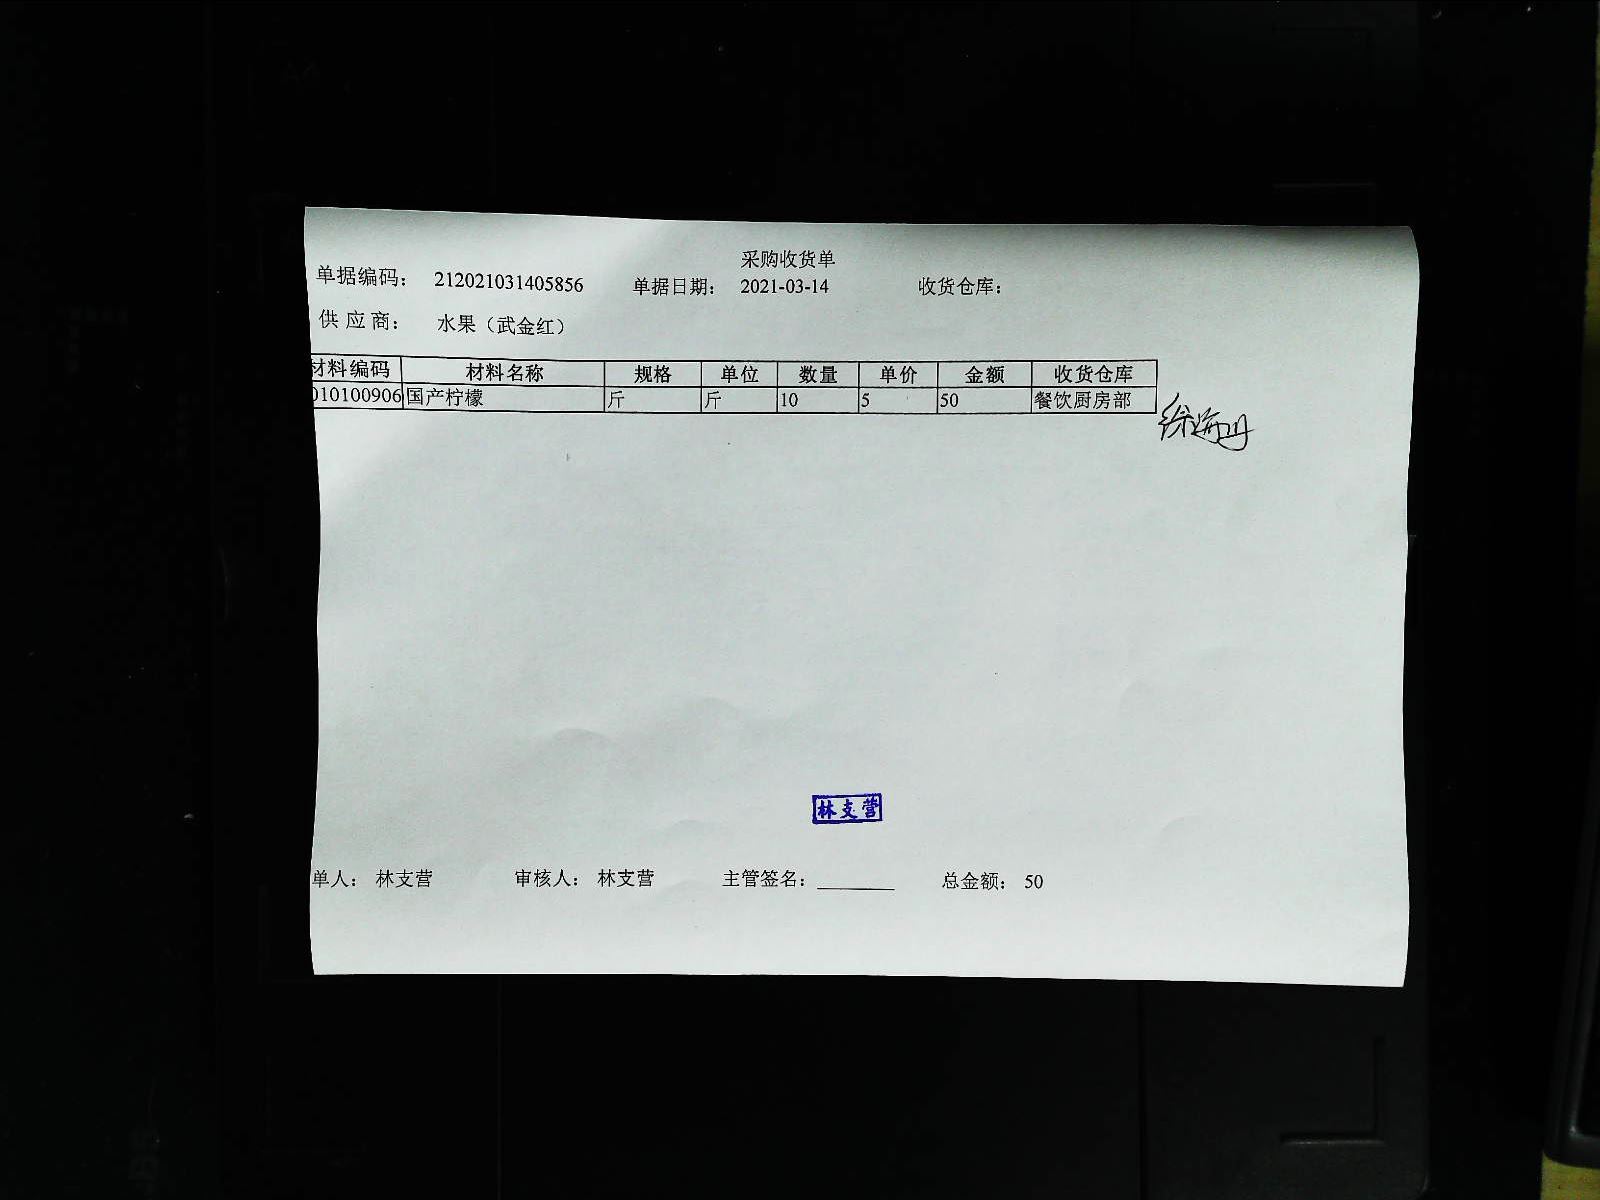 采购收货单
单据编码： 212021031405856 单据日期： 2021-03-14 收货仓库：
供应商： 水果（武金红）
材料编码 材料名称 规格 单位 数量 单价 金额 收货仓库
010100906 国产柠檬 斤 斤 10 5 50 餐饮厨房部
林支营
单人： 林支营 审核人： 林支营 主管签名： 总金额： 50